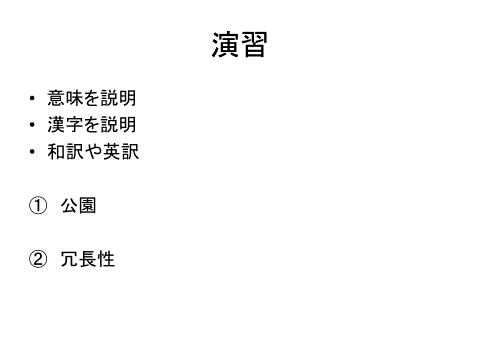 演習
• 意味を説明
• 漢字を説明
• 和訳や英訳
① 公園
② 冗長性